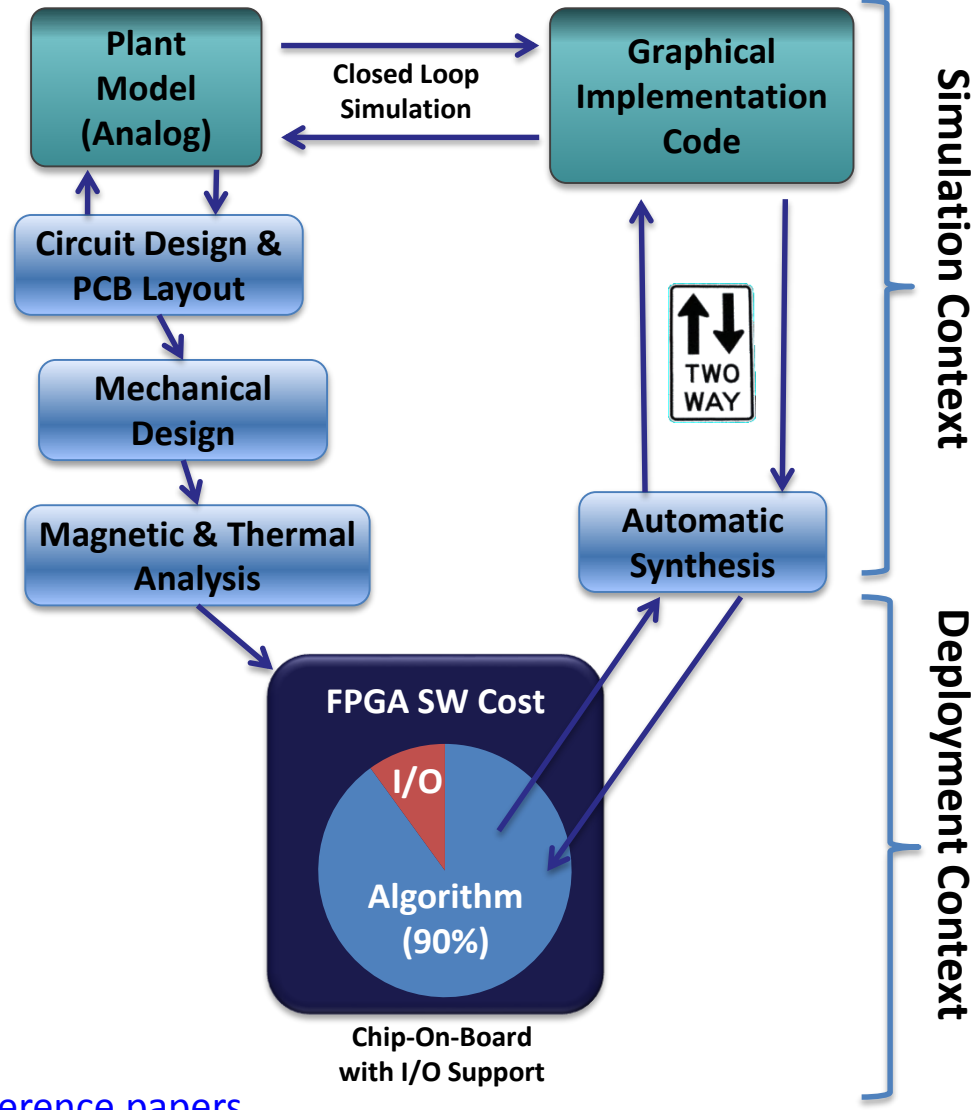 Plant
Model
(Analog)
Closed Loop
Simulation
Graphical
Implementation
Code
Circuit Design &
PCB Layout
Mechanical
Design
Magnetic & Thermal
Analysis
TWO
WAY
Automatic
Synthesis
Simulation Context
FPGA SW Cost
I/O
Algorithm
(90%)
Chip-On-Board
with I/O Support
Deployment Context
papers